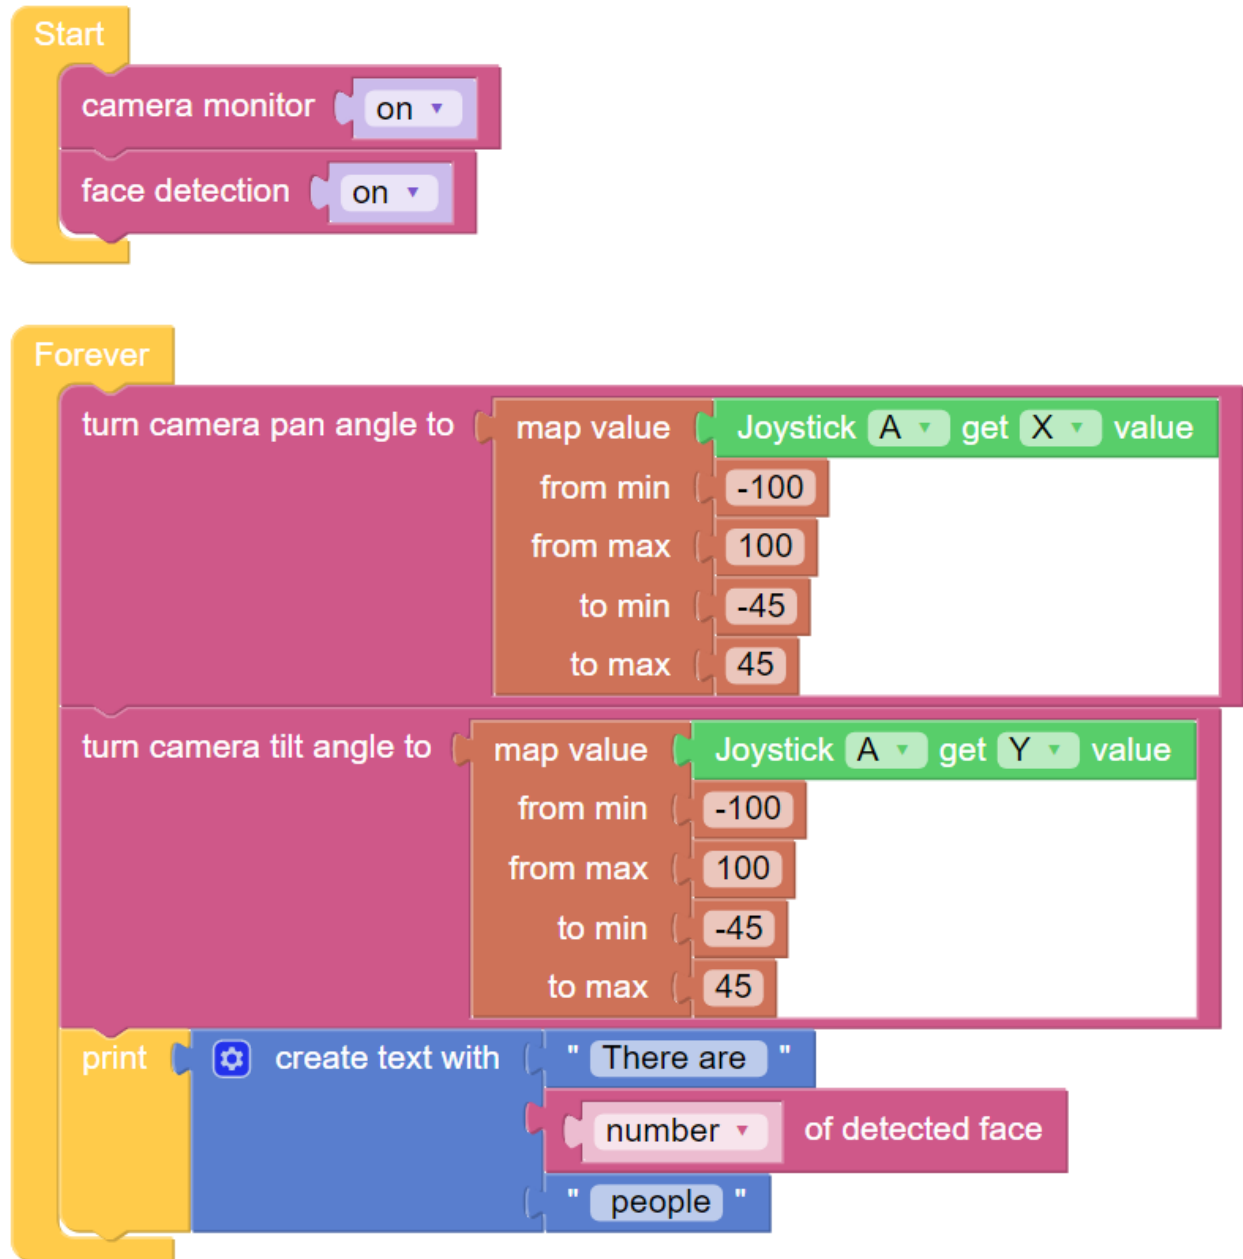 Start
camera monitor on
face detection on
Forever
turn camera pan angle to map value Joystick A get X value
from min -100
from max 100
to min -45
to max 45
turn camera tilt angle to map value Joystick A get Y value
from min -100
from max 100
to min -45
to max 45
print create text with " There are "
number of detected face
" people "